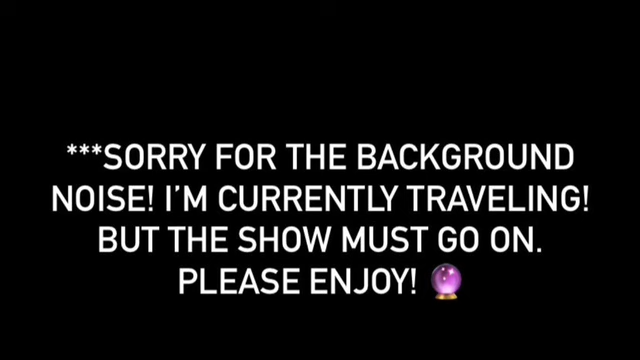 ***SORRY FOR THE BACKGROUND
NOISE! I’M CURRENTLY TRAVELING!
BUT THE SHOW MUST GO ON.
PLEASE ENJOY! 🔮